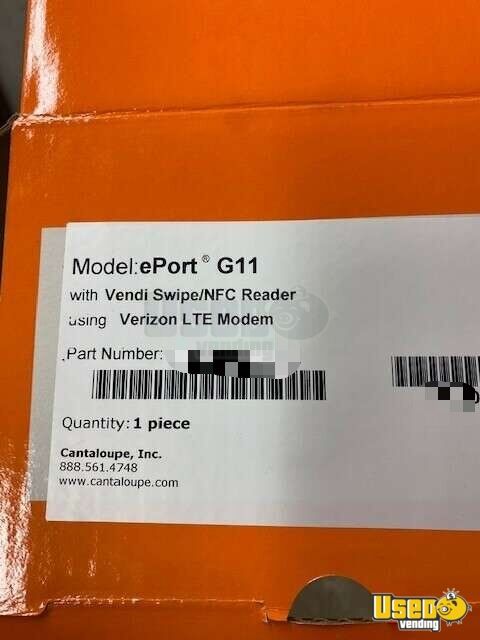 Model:ePort® G11
with Vendi Swipe/NFC Reader
using Verizon LTE Modem
Part Number:
Quantity: 1 piece
Cantaloupe, Inc.
888.561.4748
www.cantaloupe.com
Used
vending